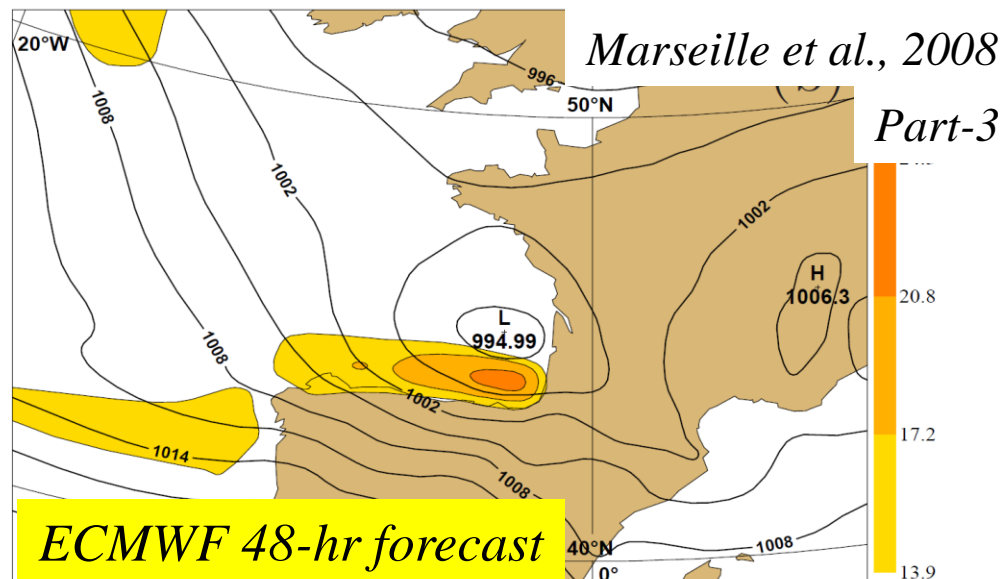 20°W
Marseille et al., 2008
996
1008
50°N
Part-3
1002
1002
H
1006.3
20.8
L
994.99
1008
1002
17.2
1014
1008
ECMWF 48-hr forecast
40°N
1008
0°
13.9